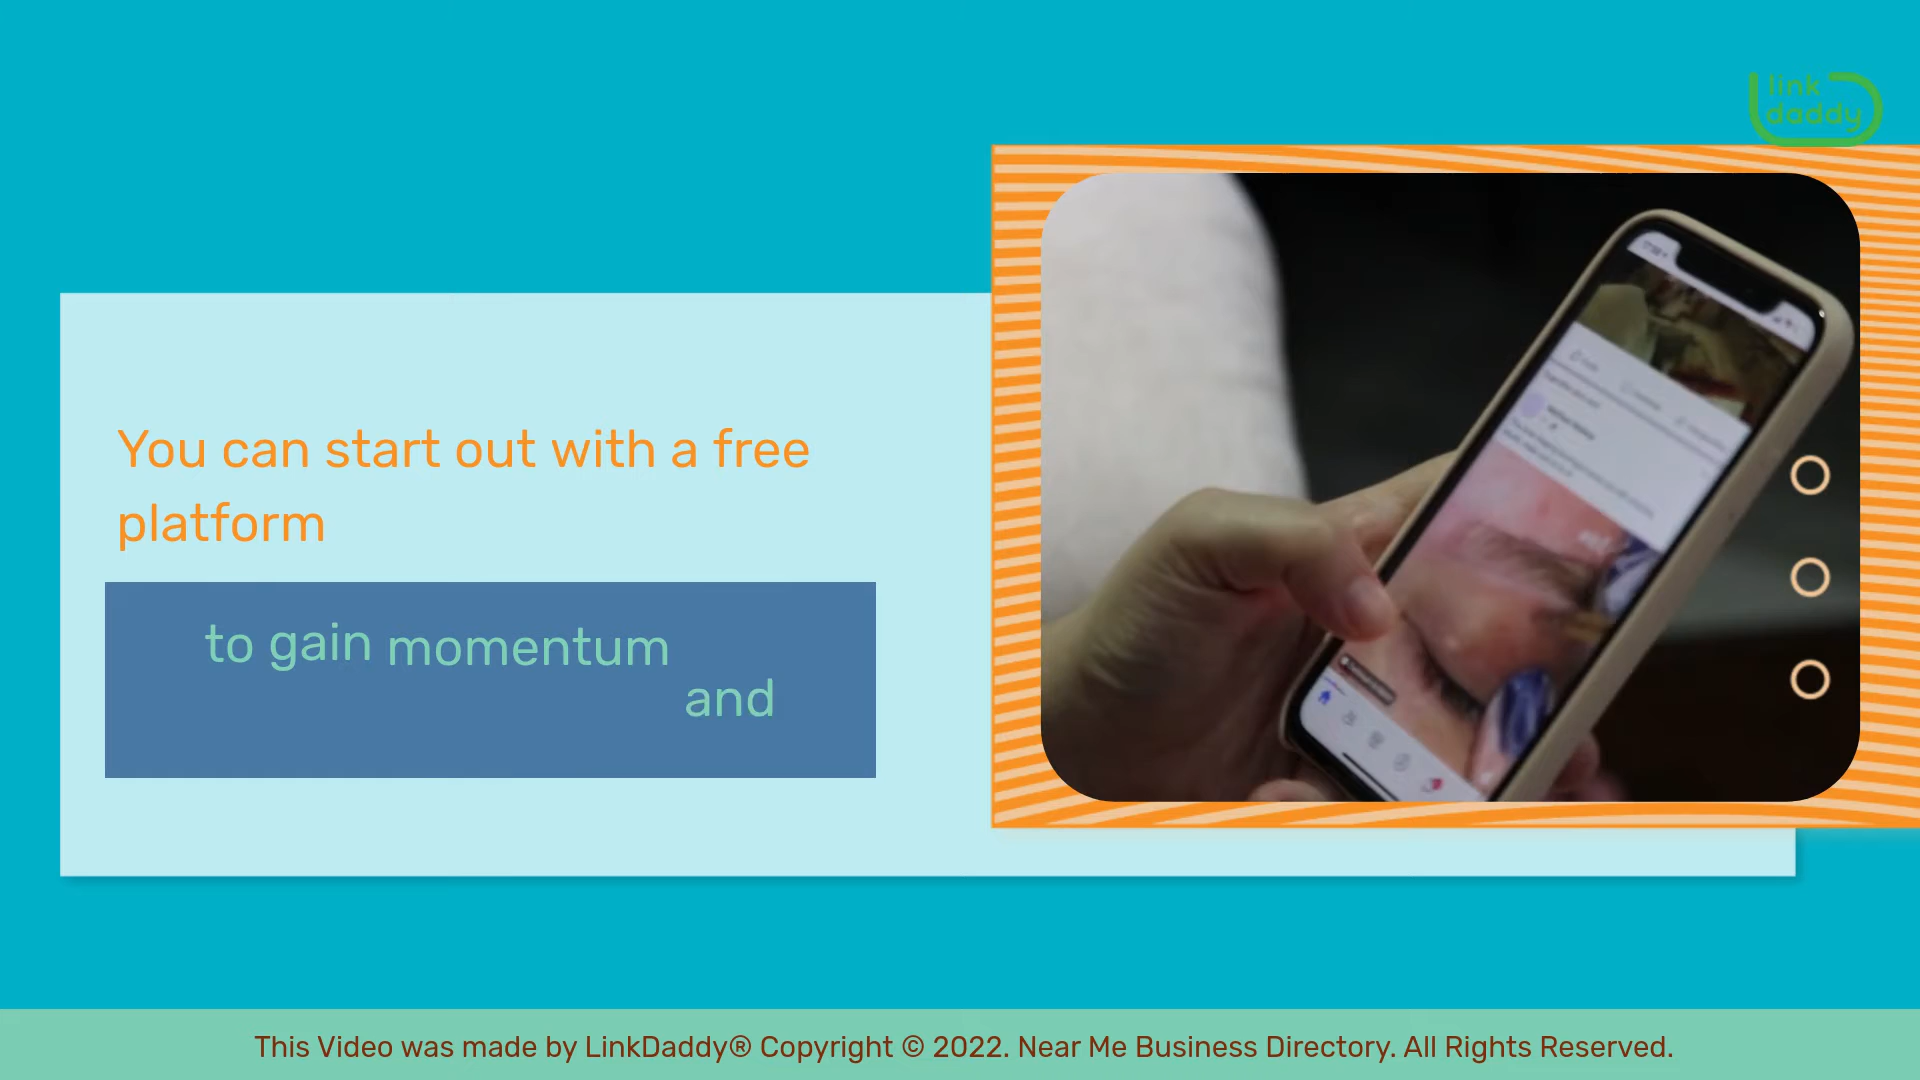 link
daddy
You can start out with a free
platform
to gain momentum
and
This Video was made by LinkDaddy® Copyright © 2022. Near Me Business Directory. All Rights Reserved.